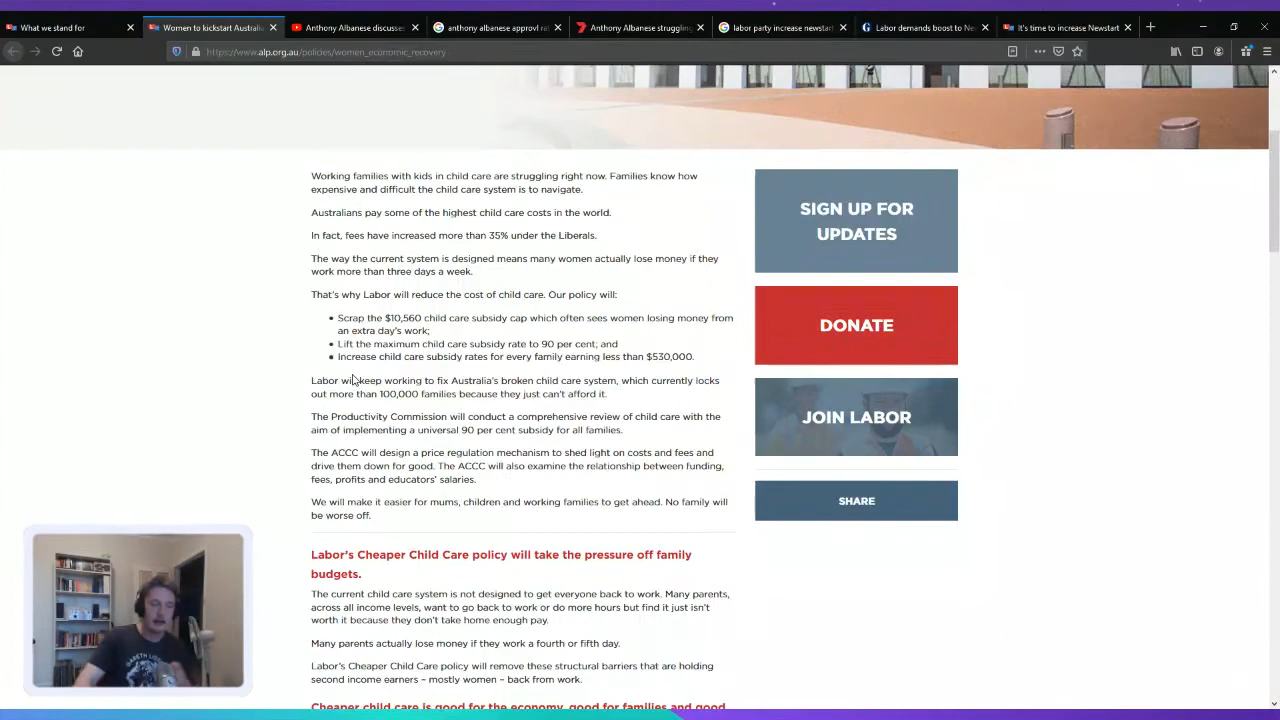 What we stand for
Women to kickstart Australia
Anthony Albanese discusses
anthony albanese approvl rat
Anthony Albanese struggling
labor party increase newstart
Labor demands boost to New
It's time to increase Newstart
https://www.alp.org.au/policies/women_economic_recovery
Working families with kids in child care are struggling right now. Families know how
expensive and difficult the child care system is to navigate.
Australians pay some of the highest child care costs in the world.
In fact, fees have increased more than 35% under the Liberals.
The way the current system is designed means many women actually lose money if they
work more than three days a week.
That's why Labor will reduce the cost of child care. Our policy will:
• Scrap the $10,560 child care subsidy cap which often sees women losing money from
an extra day's work;
• Lift the maximum child care subsidy rate to 90 per cent; and
• Increase child care subsidy rates for every family earning less than $530,000.
Labor will keep working to fix Australia's broken child care system, which currently locks
out more than 100,000 families because they just can't afford it.
The Productivity Commission will conduct a comprehensive review of child care with the
aim of implementing a universal 90 per cent subsidy for all families.
The ACCC will design a price regulation mechanism to shed light on costs and fees and
drive them down for good. The ACCC will also examine the relationship between funding,
fees, profits and educators' salaries.
We will make it easier for mums, children and working families to get ahead. No family will
be worse off.
Labor's Cheaper Child Care policy will take the pressure off family
budgets.
The current child care system is not designed to get everyone back to work. Many parents,
across all income levels, want to go back to work or do more hours but find it just isn't
worth it because they don't take home enough pay.
Many parents actually lose money if they work a fourth or fifth day.
Labor's Cheaper Child Care policy will remove these structural barriers that are holding
second income earners – mostly women – back from work.
Cheaper child care is good for the economy, good for families and good
SIGN UP FOR
UPDATES
DONATE
JOIN LABOR
SHARE